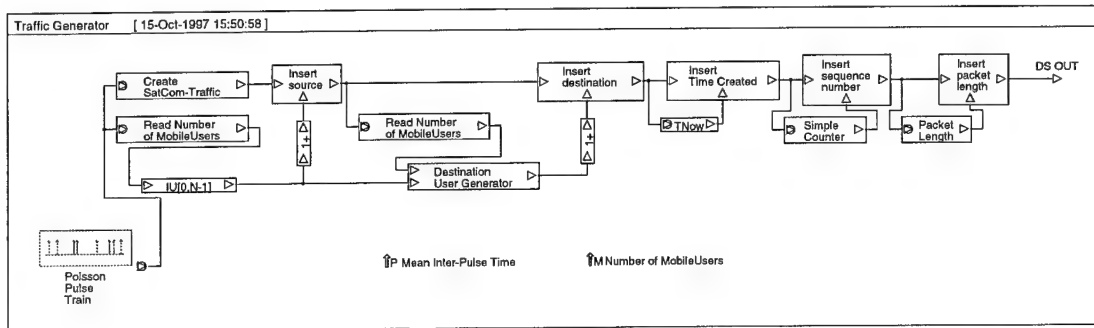 Traffic Generator [ 15-Oct-1997 15:50:58 ]
Create
SatCom-Traffic
Insert
source
Insert
destination
Insert
Time Created
Insert
sequence
number
Insert
packet
length
DS OUT
Read Number
of MobileUsers
1+
Read Number
of MobileUsers
1+
TNow
Simple
Counter
Packet
Length
IU[0,N-1]
Destination
User Generator
Poisson
Pulse
Train
⇑P Mean Inter-Pulse Time
⇑M Number of MobileUsers